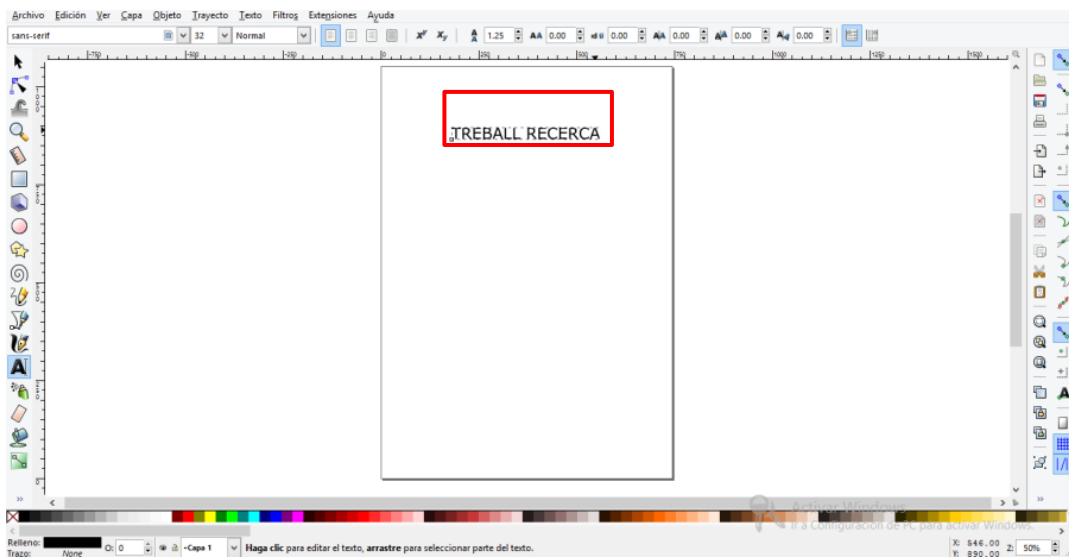 Archivo Edición Ver Capa Objeto Trayecto Texto Filtros Extensiones Ayuda
sans-serif 32 Normal 1.25 0.00 0.00 0.00 0.00 0.00
TREBALL RECERCA
Activar Windows
Ir a Configuración de PC para activar Windows.
Relleno: O: 0 -Capa 1 Haga clic para editar el texto, arrastre para seleccionar parte del texto. X: 546.00 Z: 50%
Trazo: None Y: 890.00